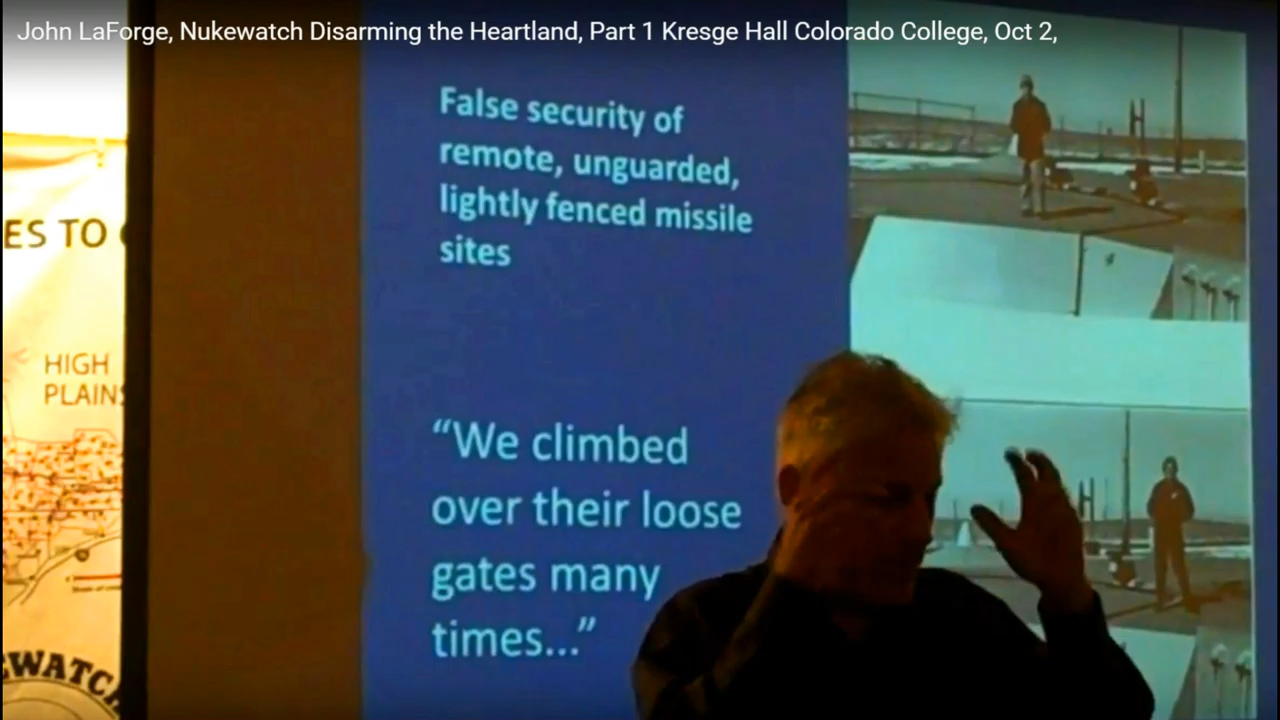 John LaForge, Nukewatch Disarming the Heartland, Part 1 Kresge Hall Colorado College, Oct 2,
False security of
remote, unguarded,
lightly fenced missile
sites
“We climbed
over their loose
gates many
times...”
ES TO
HIGH
PLAINS
EWATC